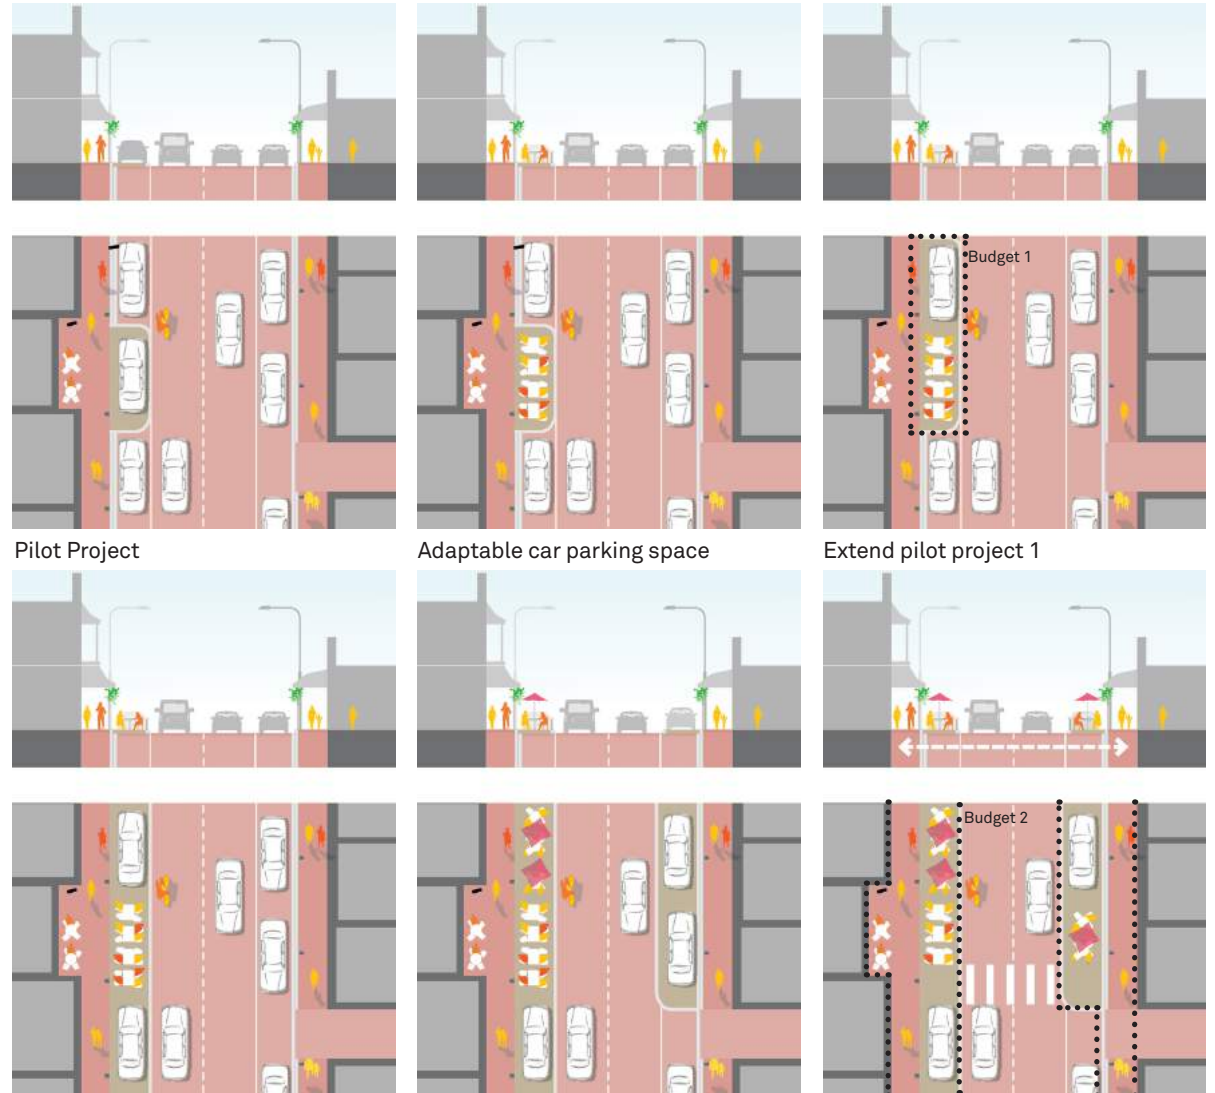 Budget 1
Pilot Project
Adaptable car parking space
Extend pilot project 1
Budget 2